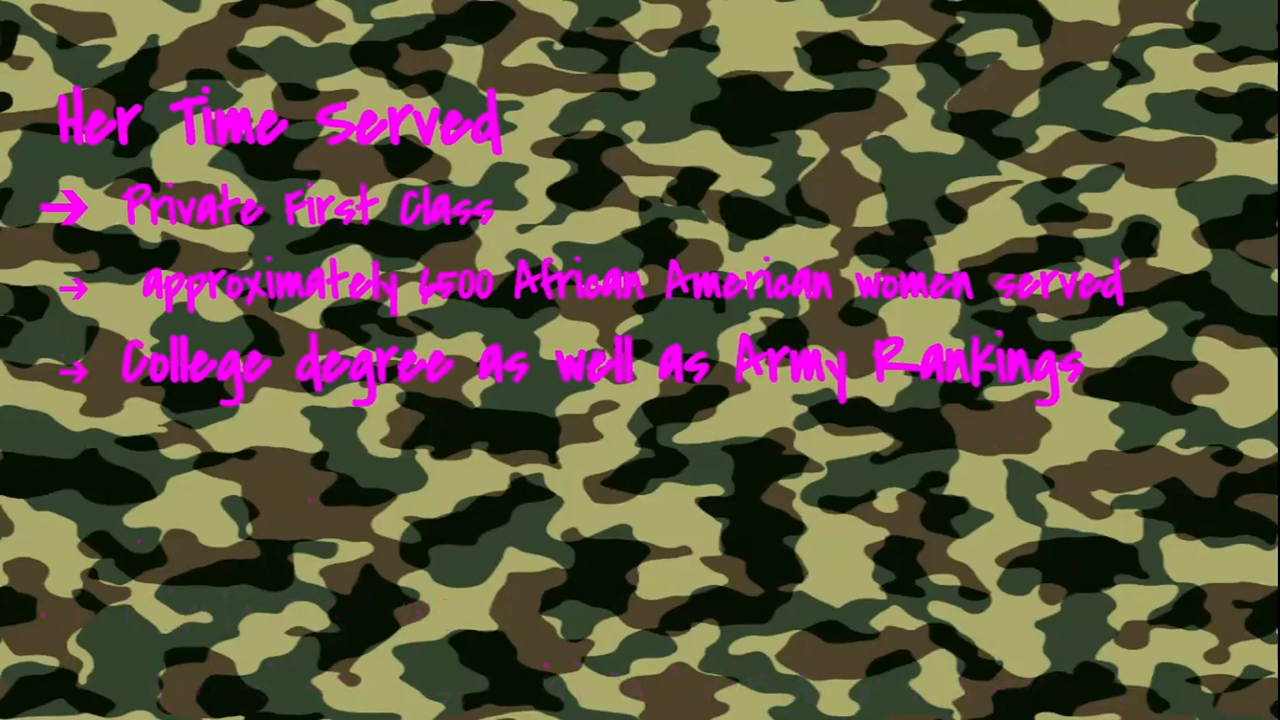 Her Time Served
→ Private First Class
→ approximately 6500 African American women served
→ College degree as well as Army Rankings